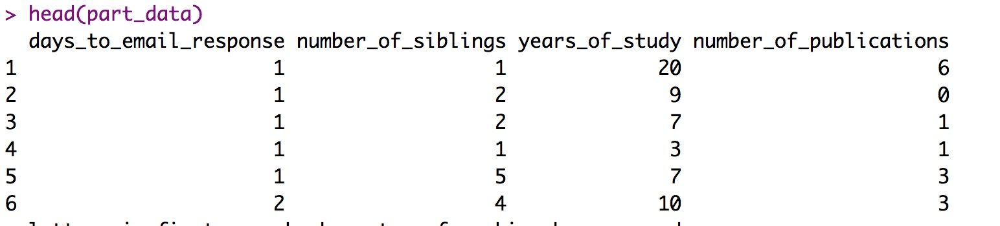 > head(part_data)
days_to_email_response number_of_siblings years_of_study number_of_publications
1 1 1 20 6
2 1 2 9 0
3 1 2 7 1
4 1 1 3 1
5 1 5 7 3
6 2 4 10 3